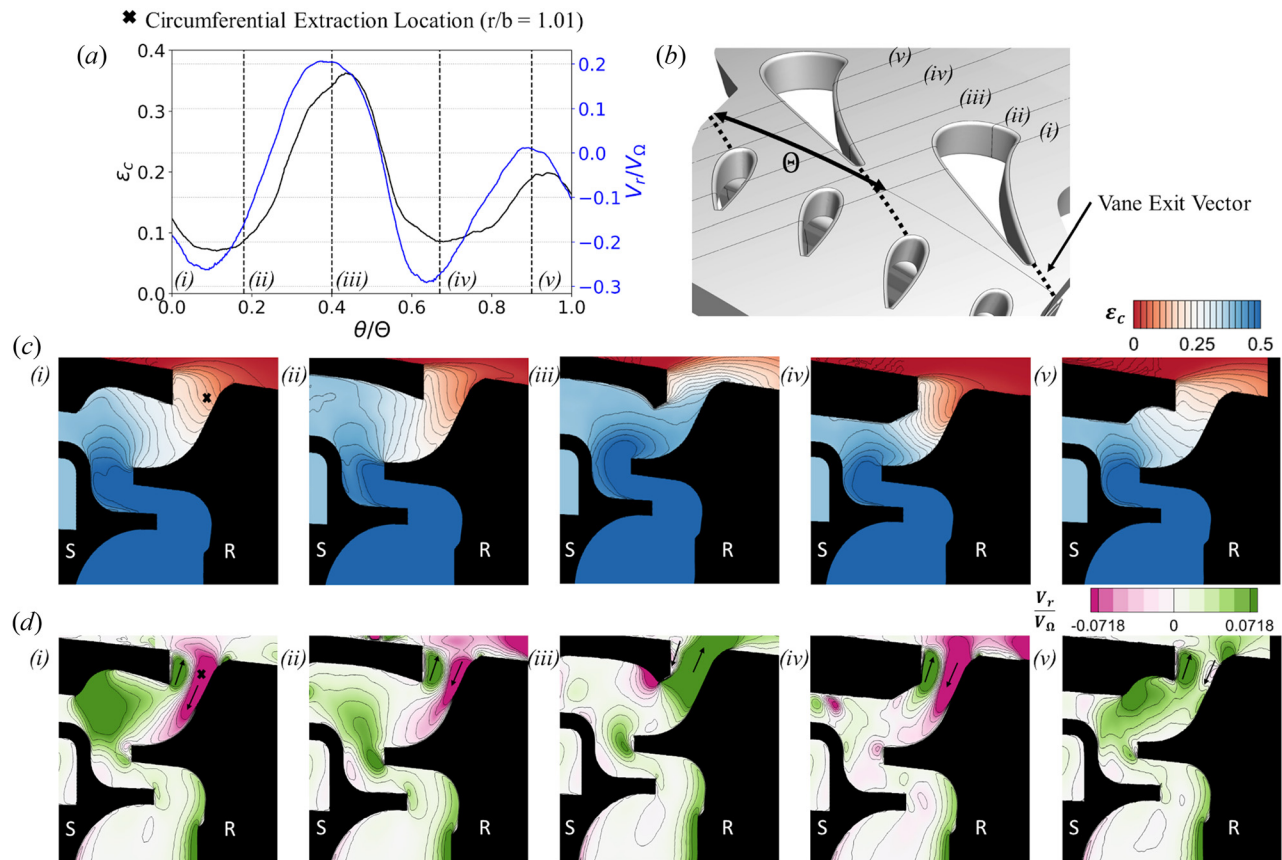 ✖ Circumferential Extraction Location (r/b = 1.01)
(a)
0.4
0.3
0.2
0.1
0.0
ε_c
0.2
0.1
0.0
−0.1
−0.2
−0.3
V_r/V_Ω
(i) (ii) (iii) (iv) (v)
0.0 0.2 0.4 0.6 0.8 1.0
θ/Θ
(b)
(v)
(iv)
(iii)
(ii)
(i)
Θ
Vane Exit Vector
ε_c
0 0.25 0.5
(c)
(i) (ii) (iii) (iv) (v)
S R S R S R S R S R
V_r/V_Ω
-0.0718 0 0.0718
(d)
(i) (ii) (iii) (iv) (v)
S R S R S R S R S R